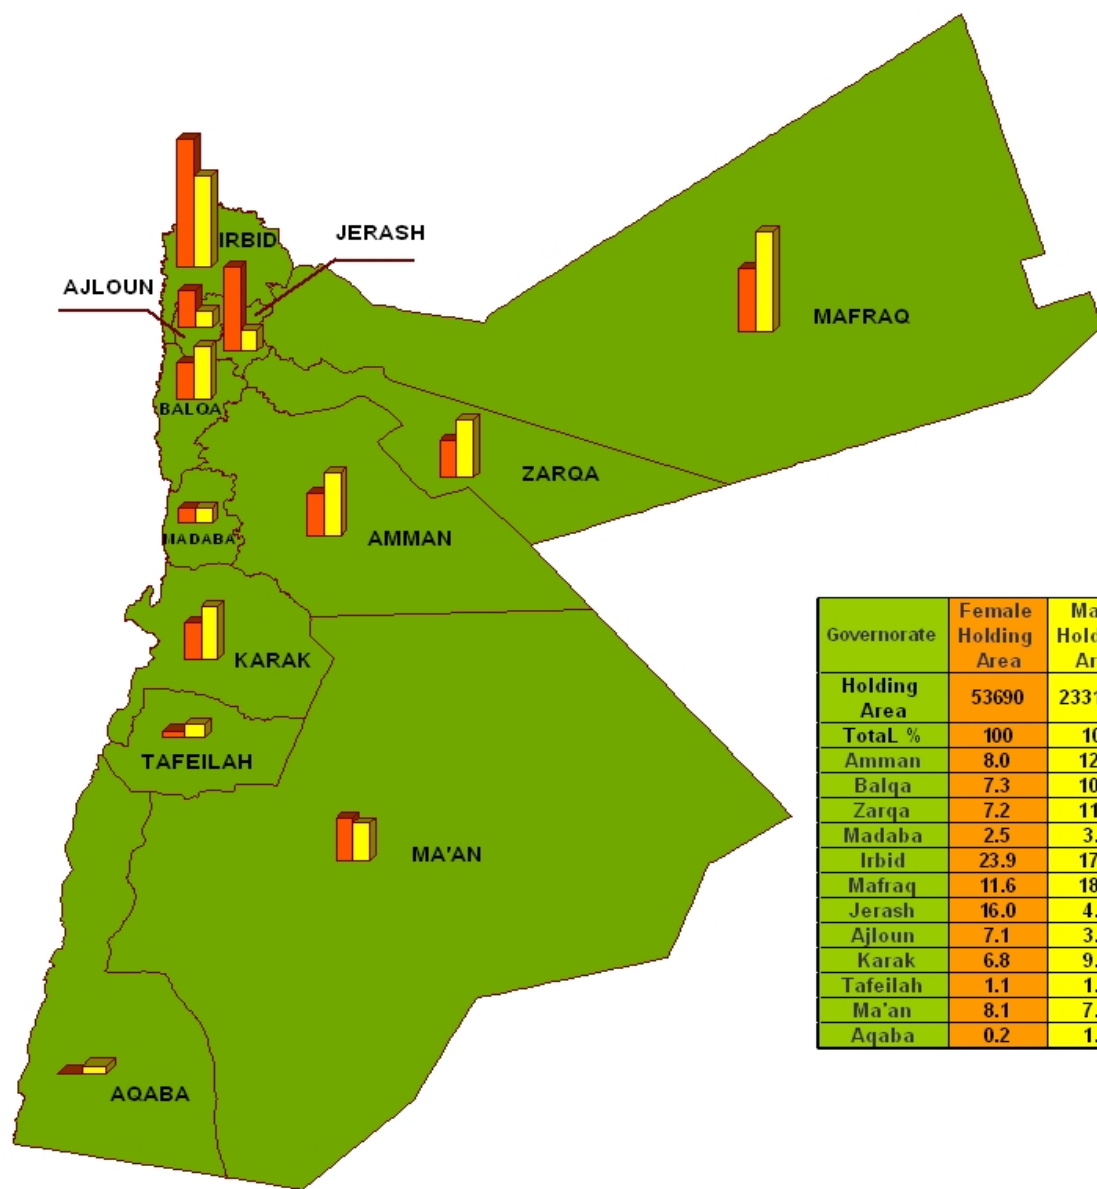 IRBID
JERASH
AJLOUN
MAFRAQ
BALQA
ZARQA
MADABA
AMMAN
KARAK
TAFEILAH
MA'AN
AQABA
Governorate Female Holding Area
Holding Area 53690
TotaL % 100
Amman 8.0
Balqa 7.3
Zarqa 7.2
Madaba 2.5
Irbid 23.9
Mafraq 11.6
Jerash 16.0
Ajloun 7.1
Karak 6.8
Tafeilah 1.1
Ma'an 8.1
Aqaba 0.2